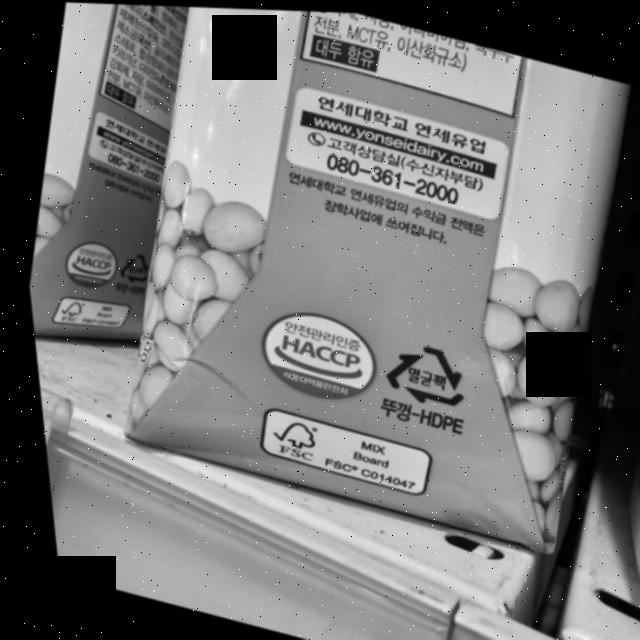 전분, MCT유, 이산화규소)
대두 함유
연세대학교 연세유업
www.yonseidairy.com
고객상담실(수신자부담)
080-361-2000
연세대학교 연세유업의 수익금 전액은
장학사업에 쓰여집니다.
안전관리인증
HACCP
멸균팩
뚜껑-HDPE
FSC
MIX
Board
FSC® C014047
HACCP